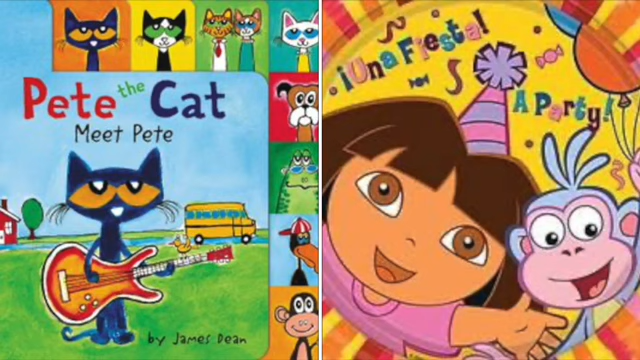 Pete the Cat
Meet Pete
by James Dean
¡Una Fiesta!
A Party!